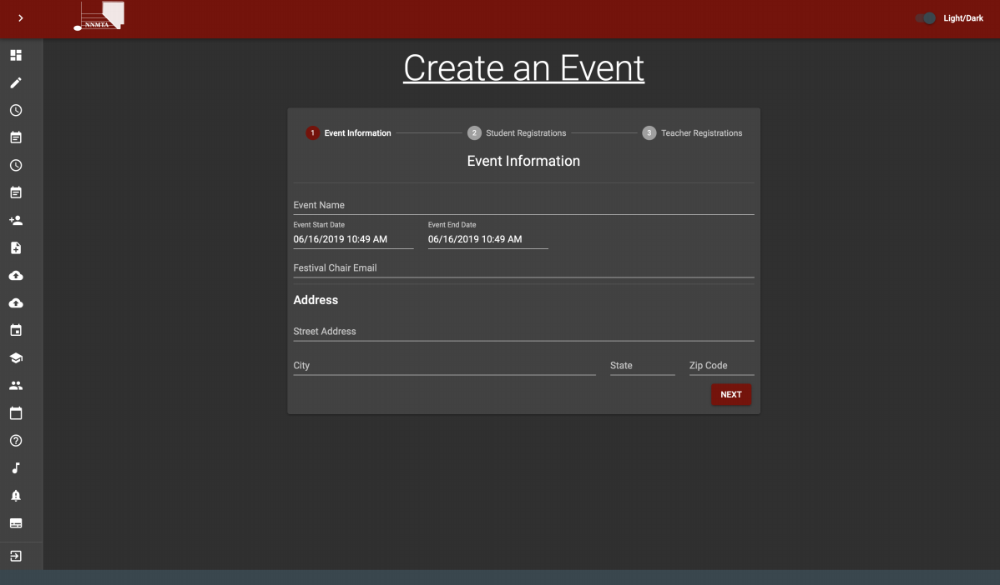 NNMTA
Light/Dark
Create an Event
1 Event Information 2 Student Registrations 3 Teacher Registrations
Event Information
Event Name
Event Start Date Event End Date
06/16/2019 10:49 AM 06/16/2019 10:49 AM
Festival Chair Email
Address
Street Address
City State Zip Code
NEXT